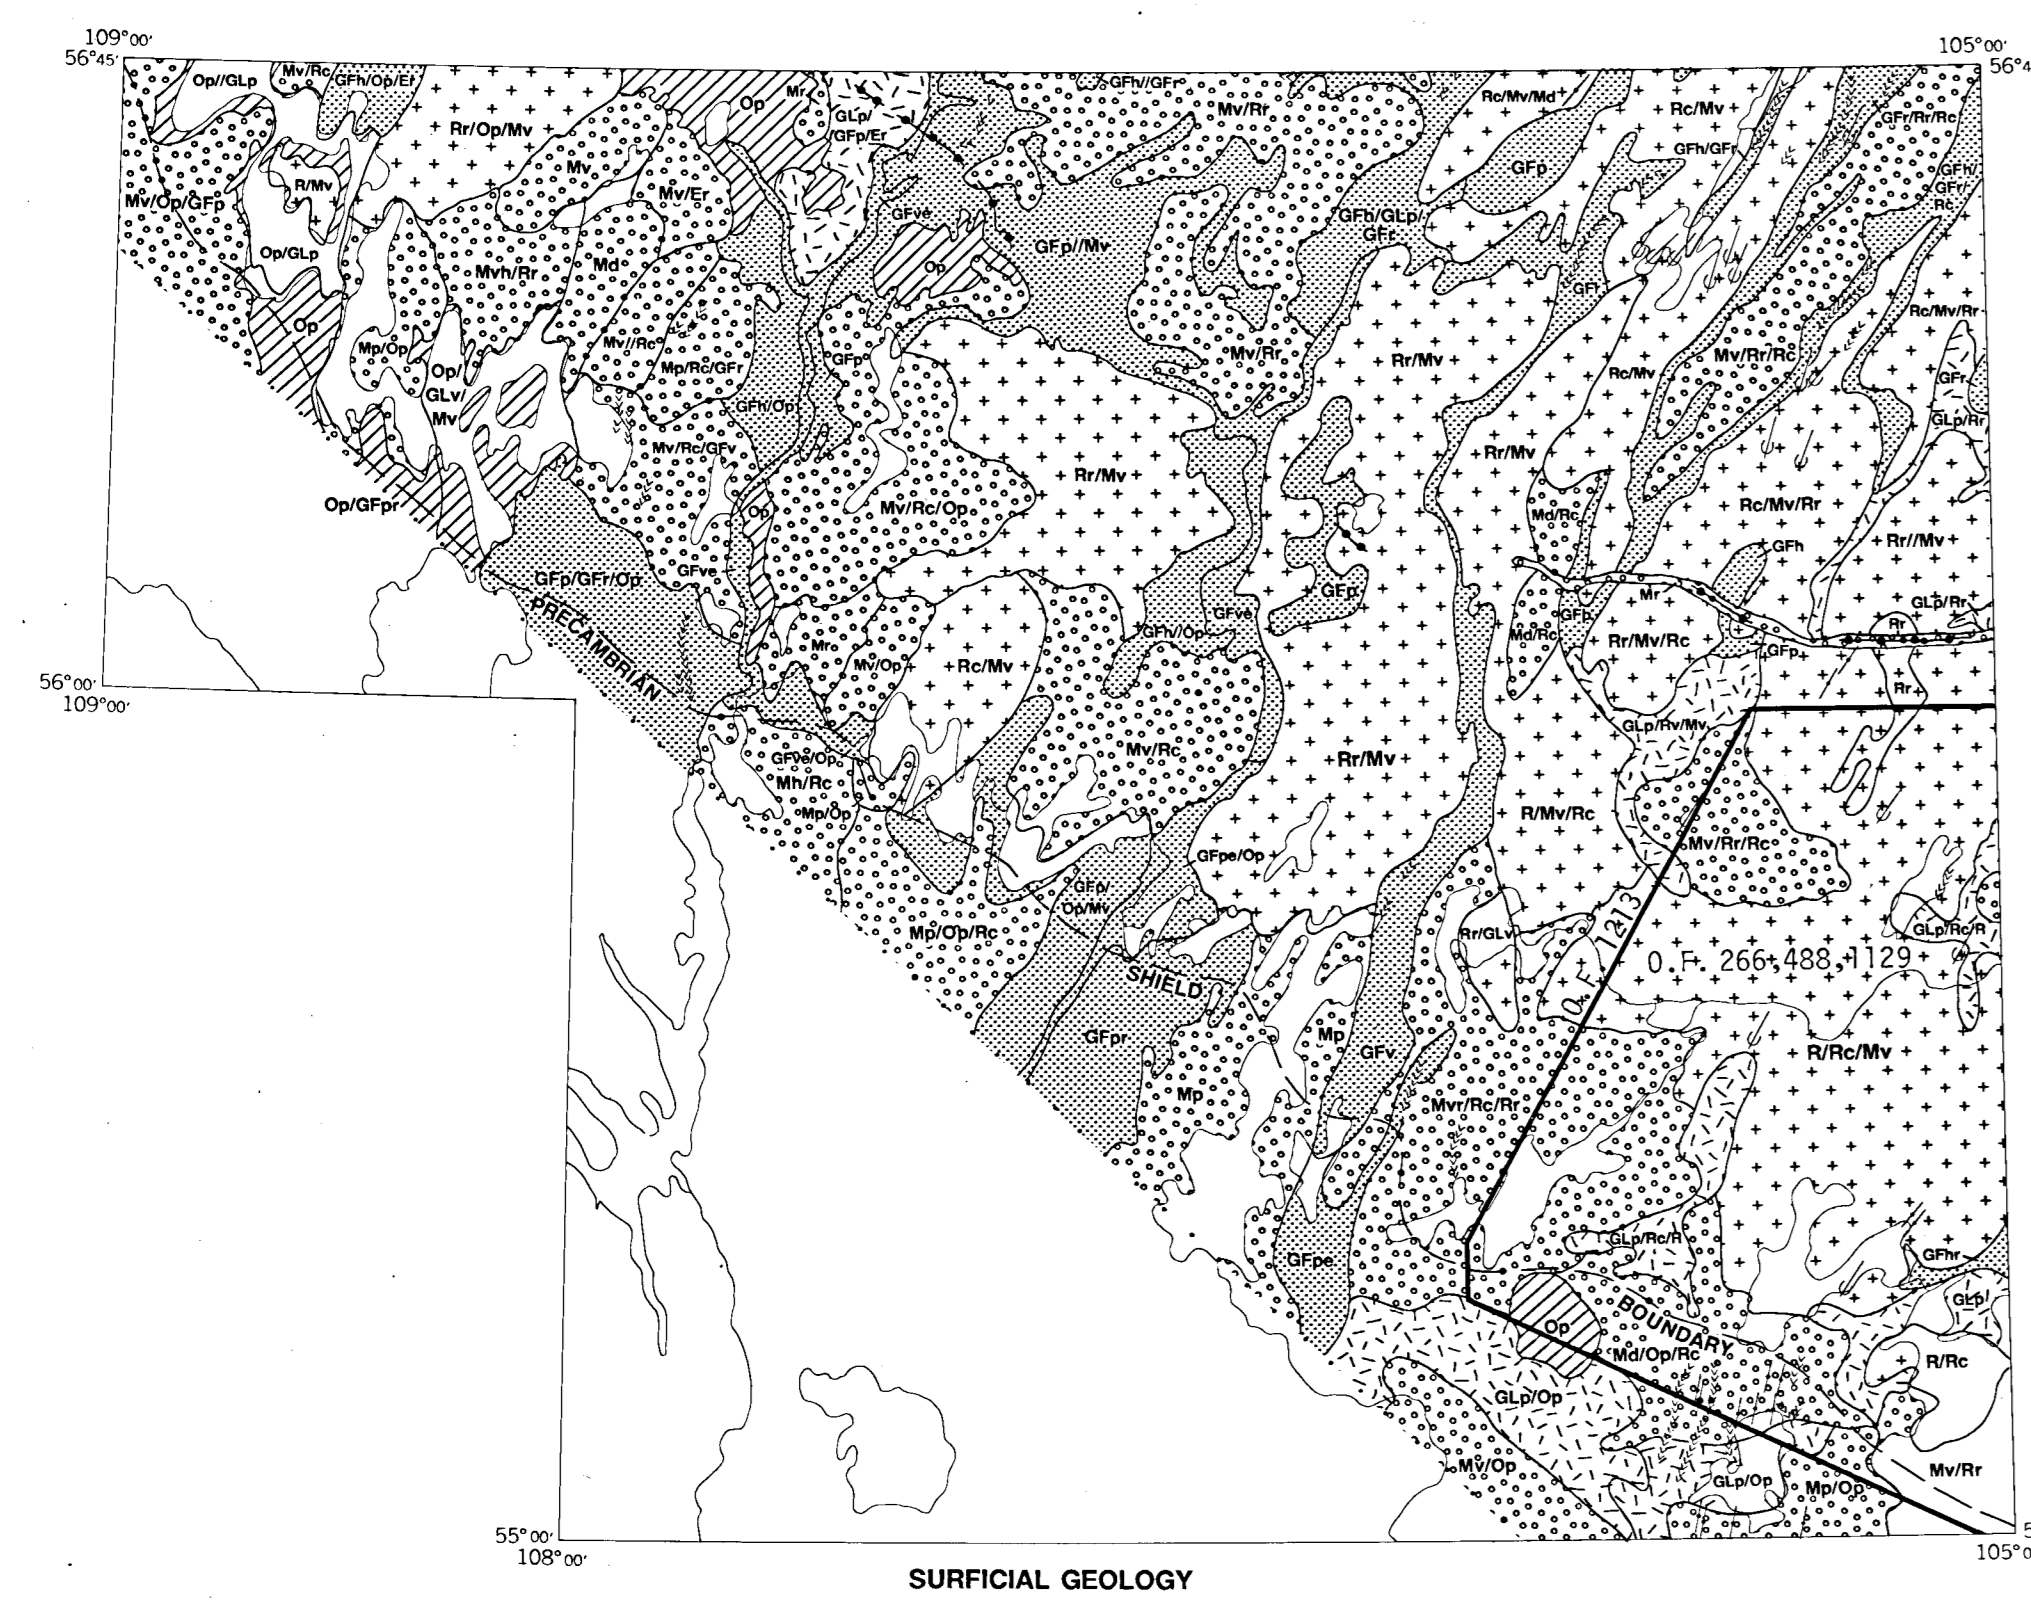 109°00'
105°00'
56°45'
56°4
Op//GLp
Mv/Rc
GFh/Op/Er
Rr/Op/Mv
Op
Mr
GLp/
/GFp/Er
GFh//GFr
Mv/Rr
Rc/Mv/Md
Rc/Mv
GFr/Rr/Rc
GFh/GFr
GFp
GFh/
GFr/
Rc
R/Mv
Mv
Mv/Er
Mv/Op/GFp
GFve
GFh/GLp/
GFr
GFp//Mv
Op/GLp
Mvh/Rr
Md
Op
GFr
Rc/Mv/Rr
Op
Mp/Op
Mv//Rc
GFp
Mv/Rr
Rr/Mv
Mv/Rr/Rc
Mp/Rc/GFr
Op/
GLv/
Mv
Rc/Mv
GFr
GFh/Op
GLp/Rr
Mv/Rc/GFv
Rr/Mv
Rr/Mv
Op/GFpr
Op
Mv/Rc/Op
Md/Rc
Rc/Mv/Rr
GFh
Rr//Mv
GFp/GFr/Op
GFve
GFp
Mr
GLp/Rr
PRECAMBRIAN
GFve
GFp
Rr
GFh//Op
Md/Rc
Rr/Mv/Rc
Mr
Mv/Op
Rc/Mv
GFp
56°00'
109°00'
Rr
GLp/Rv/Mv
GFve/Op
Mv/Rc
Rr/Mv
Mh/Rc
Mp/Op
R/Mv/Rc
Mv/Rr/Rc
GFpe/Op
GFp/
Op/Mv
Mp/Op/Rc
Rr/GLv
O.F. 1213
GLp/Rc/R
O.F. 266,488,1129
SHIELD
GFpr
Mp
GFv
R/Rc/Mv
Mp
Mvr/Rc/Rr
GLp/Rc/R
GFpe
GFhr
GLp/
BOUNDARY
Op
Md/Op/Rc
R/Rc
GLp/Op
Mv/Op
GLp/Op
Mp/Op
Mv/Rr
55°00'
108°00'
5
105°0
SURFICIAL GEOLOGY